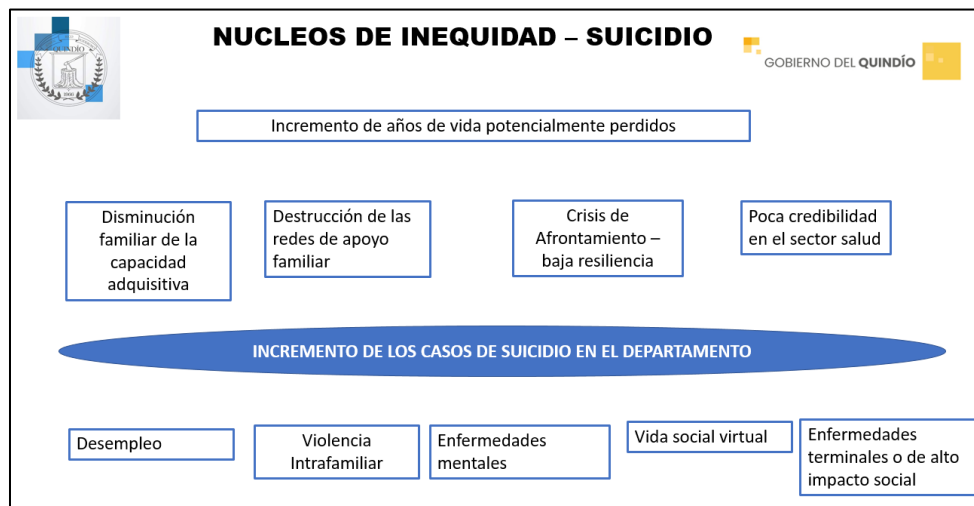 NUCLEOS DE INEQUIDAD – SUICIDIO
QUINDÍO
GOBIERNO DEL QUINDÍO
Incremento de años de vida potencialmente perdidos
Disminución
familiar de la
capacidad
adquisitiva
Destrucción de las
redes de apoyo
familiar
Crisis de
Afrontamiento –
baja resiliencia
Poca credibilidad
en el sector salud
INCREMENTO DE LOS CASOS DE SUICIDIO EN EL DEPARTAMENTO
Desempleo
Violencia
Intrafamiliar
Enfermedades
mentales
Vida social virtual
Enfermedades
terminales o de alto
impacto social